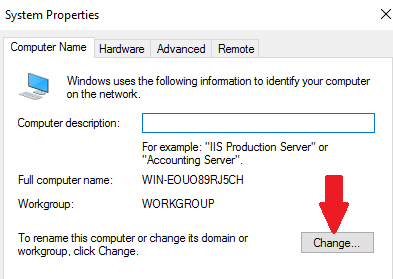 System Properties
Computer Name Hardware Advanced Remote
Windows uses the following information to identify your computer
on the network.
Computer description:
For example: "IIS Production Server" or
"Accounting Server".
Full computer name: WIN-EOUO89RJ5CH
Workgroup: WORKGROUP
To rename this computer or change its domain or
workgroup, click Change.
Change...